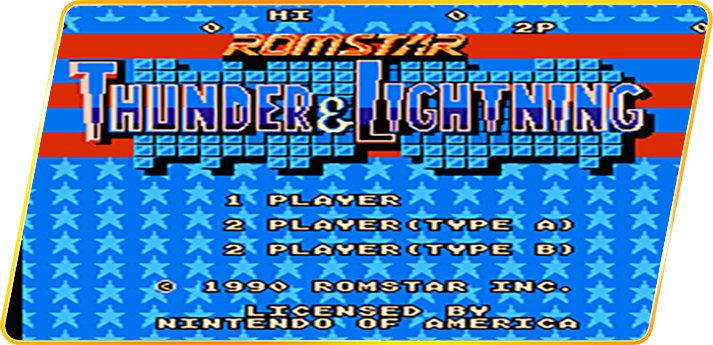 HI 0
0 2P 0
ROMSTAR
THUNDER & LIGHTNING
1 PLAYER
2 PLAYER(TYPE A)
2 PLAYER(TYPE B)
© 1990 ROMSTAR INC.
LICENSED BY
NINTENDO OF AMERICA